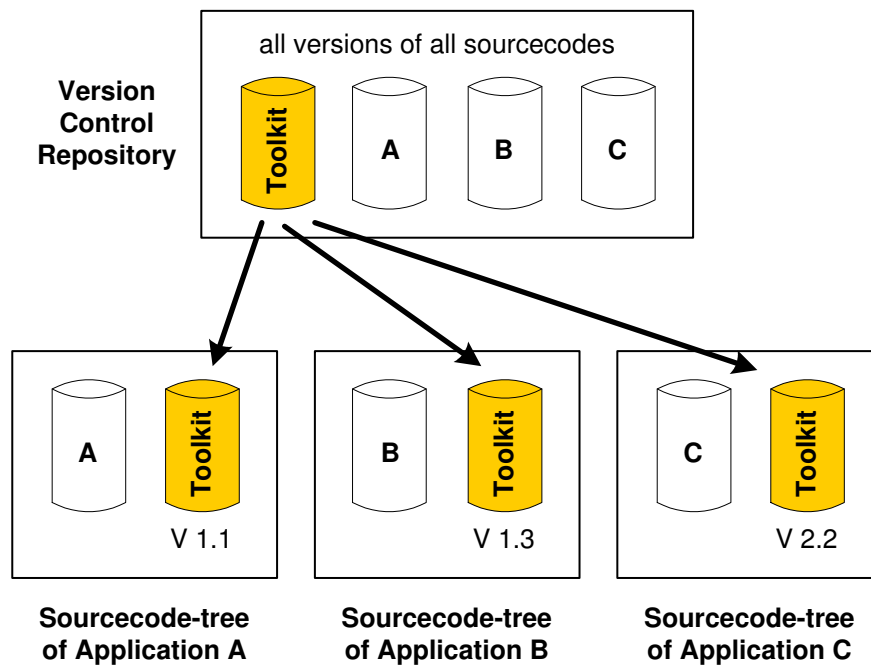 all versions of all sourcecodes
Version
Control
Repository
Toolkit
A
B
C
A
Toolkit
V 1.1
B
Toolkit
V 1.3
C
Toolkit
V 2.2
Sourcecode-tree
of Application A
Sourcecode-tree
of Application B
Sourcecode-tree
of Application C